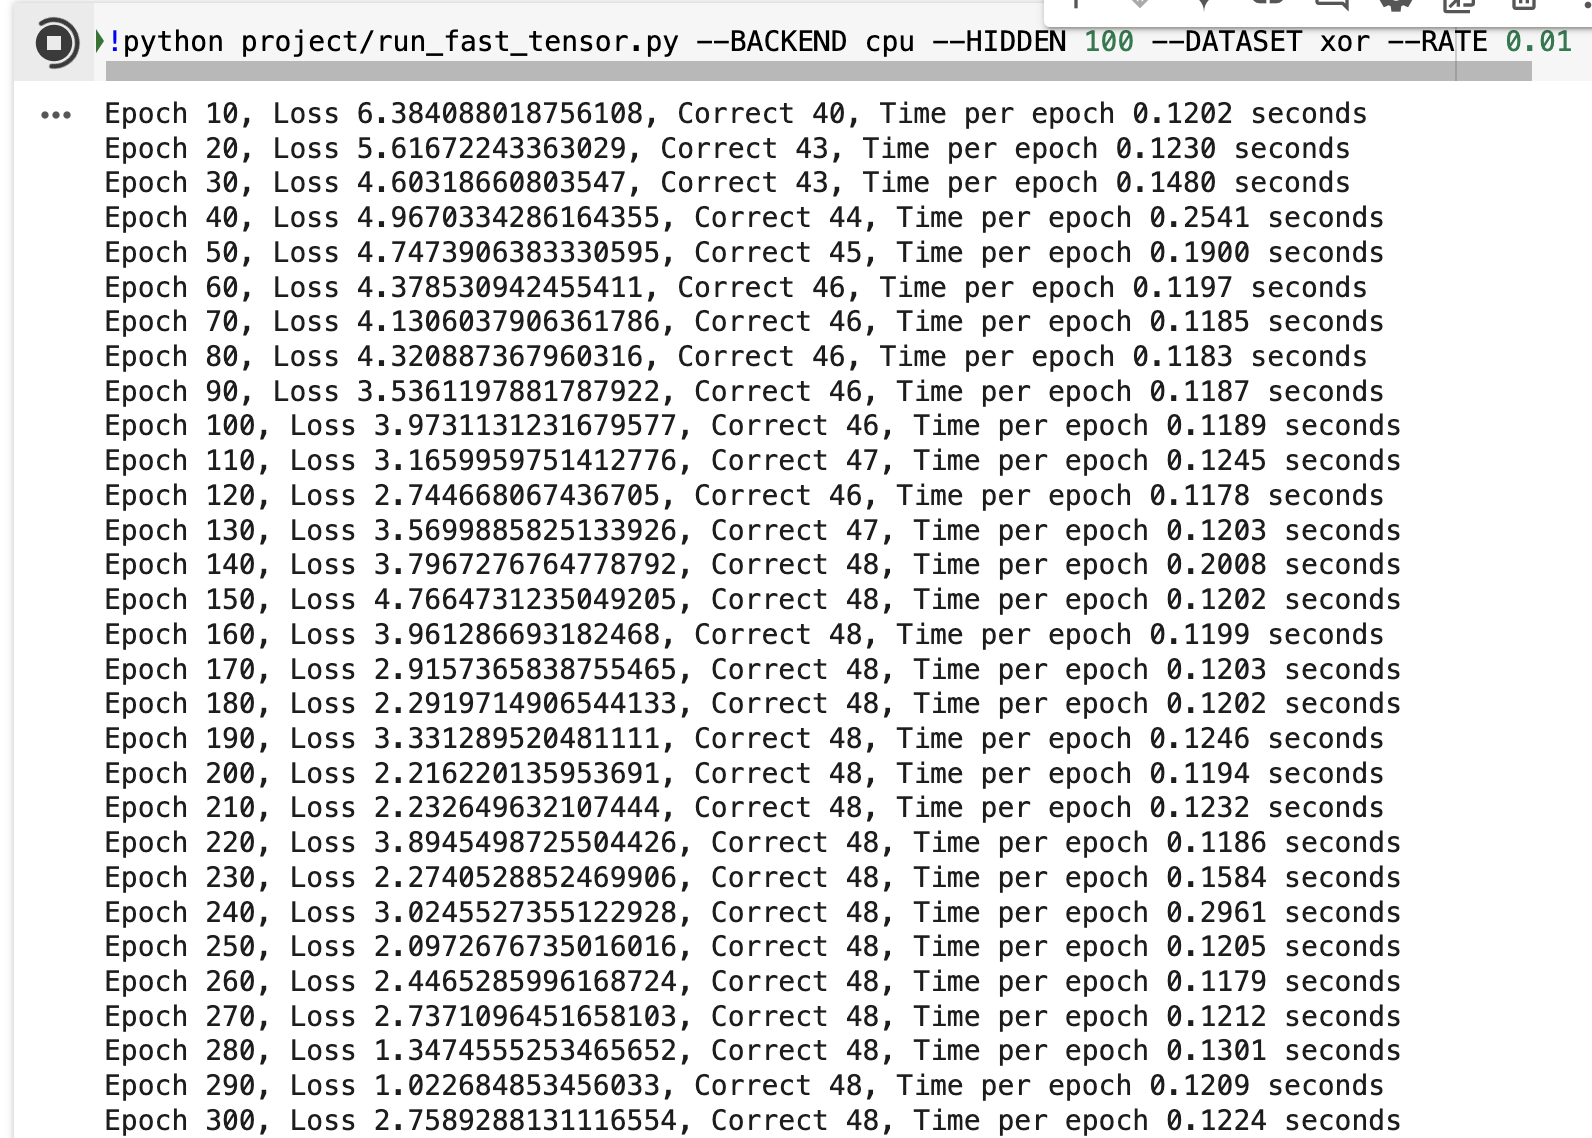 !python project/run_fast_tensor.py --BACKEND cpu --HIDDEN 100 --DATASET xor --RATE 0.01
Epoch 10, Loss 6.384088018756108, Correct 40, Time per epoch 0.1202 seconds
Epoch 20, Loss 5.61672243363029, Correct 43, Time per epoch 0.1230 seconds
Epoch 30, Loss 4.60318660803547, Correct 43, Time per epoch 0.1480 seconds
Epoch 40, Loss 4.9670334286164355, Correct 44, Time per epoch 0.2541 seconds
Epoch 50, Loss 4.7473906383330595, Correct 45, Time per epoch 0.1900 seconds
Epoch 60, Loss 4.378530942455411, Correct 46, Time per epoch 0.1197 seconds
Epoch 70, Loss 4.1306037906361786, Correct 46, Time per epoch 0.1185 seconds
Epoch 80, Loss 4.320887367960316, Correct 46, Time per epoch 0.1183 seconds
Epoch 90, Loss 3.5361197881787922, Correct 46, Time per epoch 0.1187 seconds
Epoch 100, Loss 3.9731131231679577, Correct 46, Time per epoch 0.1189 seconds
Epoch 110, Loss 3.1659959751412776, Correct 47, Time per epoch 0.1245 seconds
Epoch 120, Loss 2.744668067436705, Correct 46, Time per epoch 0.1178 seconds
Epoch 130, Loss 3.5699885825133926, Correct 47, Time per epoch 0.1203 seconds
Epoch 140, Loss 3.7967276764778792, Correct 48, Time per epoch 0.2008 seconds
Epoch 150, Loss 4.7664731235049205, Correct 48, Time per epoch 0.1202 seconds
Epoch 160, Loss 3.961286693182468, Correct 48, Time per epoch 0.1199 seconds
Epoch 170, Loss 2.9157365838755465, Correct 48, Time per epoch 0.1203 seconds
Epoch 180, Loss 2.2919714906544133, Correct 48, Time per epoch 0.1202 seconds
Epoch 190, Loss 3.331289520481111, Correct 48, Time per epoch 0.1246 seconds
Epoch 200, Loss 2.216220135953691, Correct 48, Time per epoch 0.1194 seconds
Epoch 210, Loss 2.232649632107444, Correct 48, Time per epoch 0.1232 seconds
Epoch 220, Loss 3.8945498725504426, Correct 48, Time per epoch 0.1186 seconds
Epoch 230, Loss 2.2740528852469906, Correct 48, Time per epoch 0.1584 seconds
Epoch 240, Loss 3.0245527355122928, Correct 48, Time per epoch 0.2961 seconds
Epoch 250, Loss 2.0972676735016016, Correct 48, Time per epoch 0.1205 seconds
Epoch 260, Loss 2.4465285996168724, Correct 48, Time per epoch 0.1179 seconds
Epoch 270, Loss 2.7371096451658103, Correct 48, Time per epoch 0.1212 seconds
Epoch 280, Loss 1.3474555253465652, Correct 48, Time per epoch 0.1301 seconds
Epoch 290, Loss 1.022684853456033, Correct 48, Time per epoch 0.1209 seconds
Epoch 300, Loss 2.7589288131116554, Correct 48, Time per epoch 0.1224 seconds